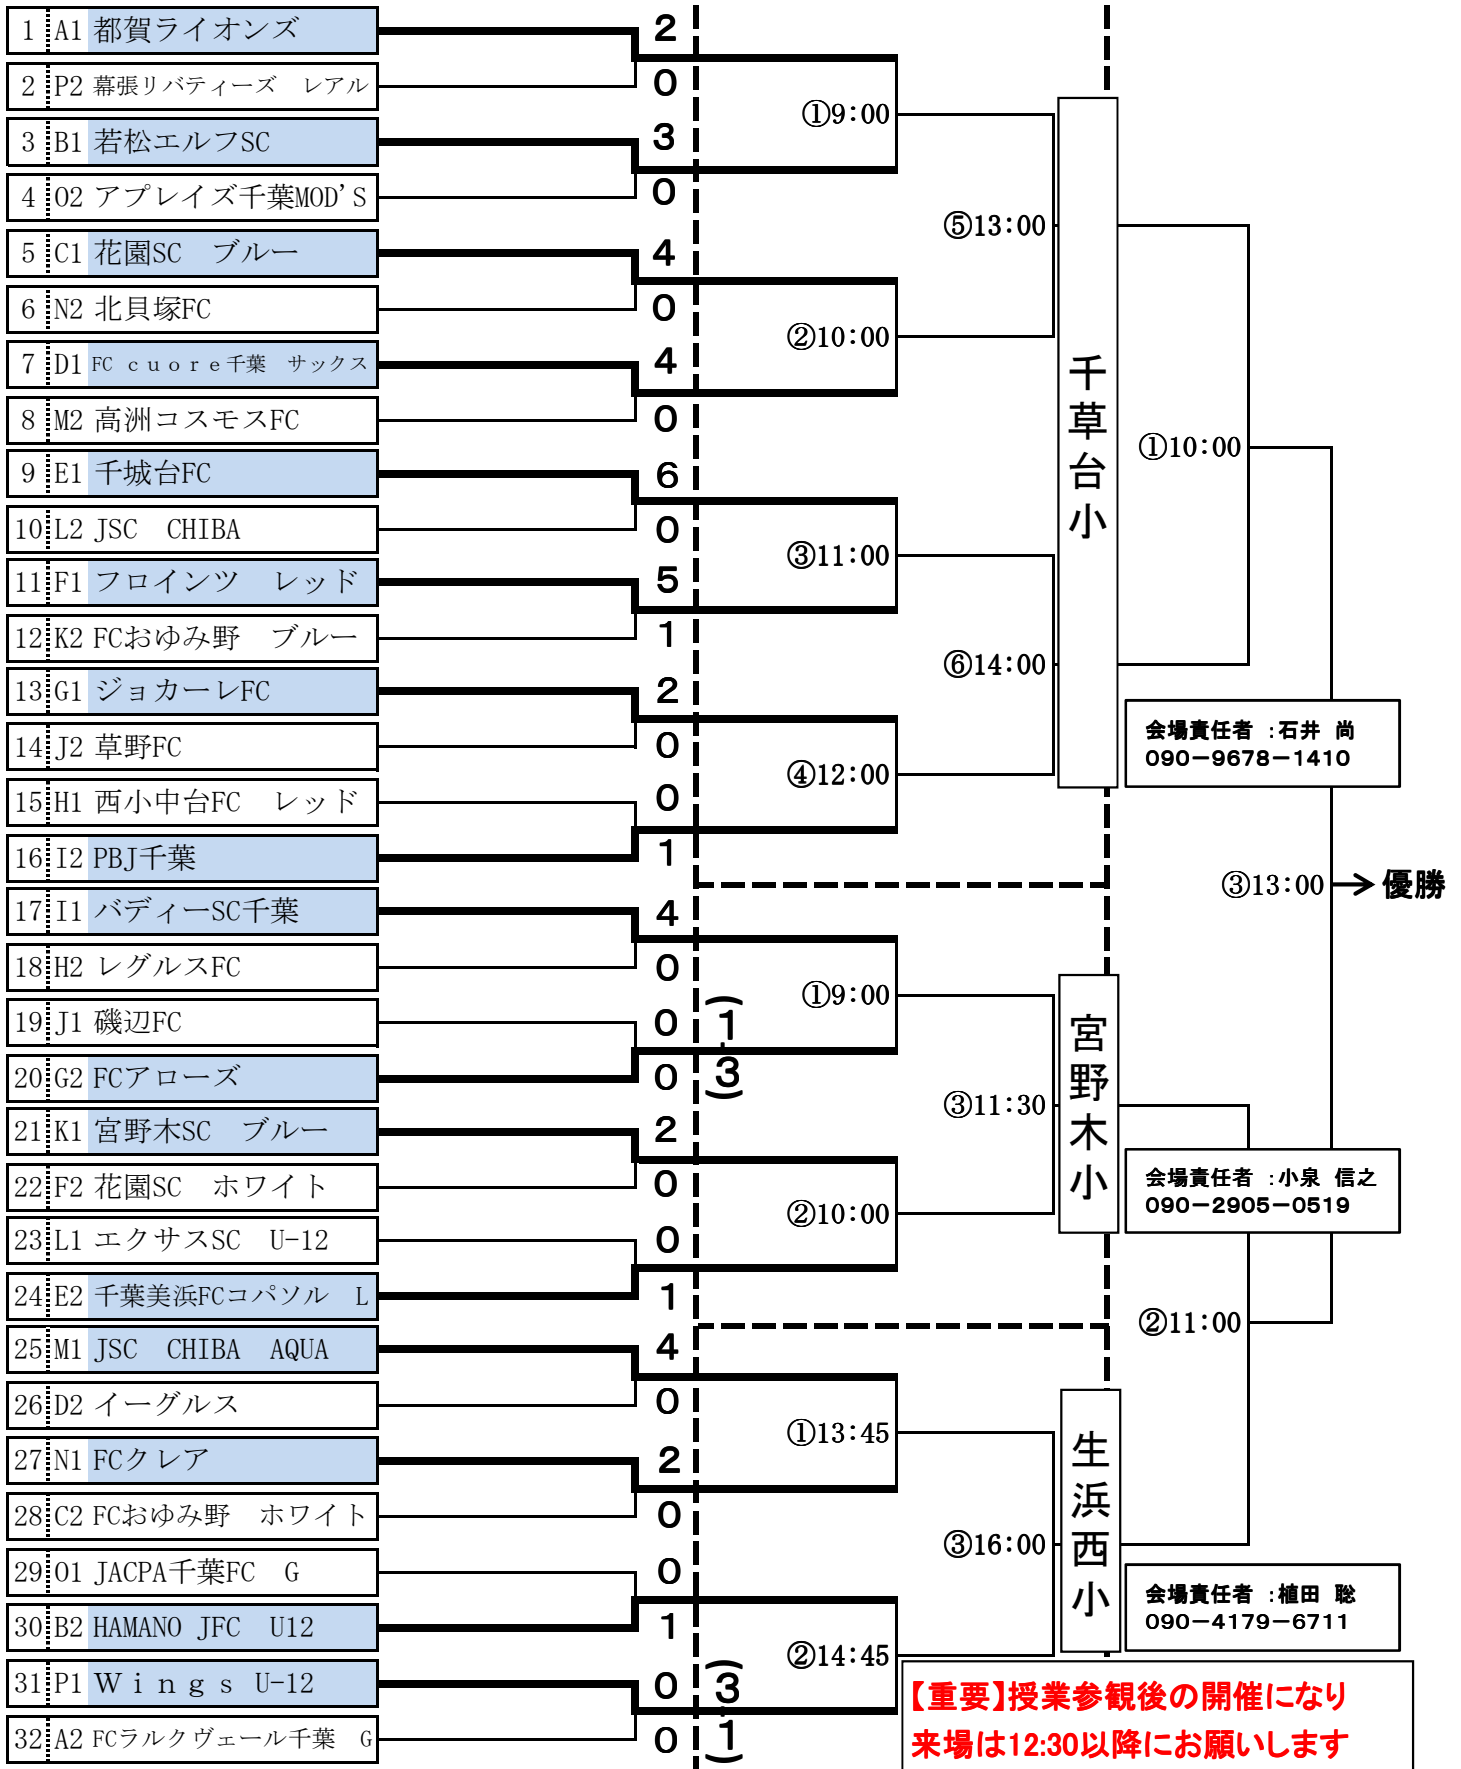 1 A1 都賀ライオンズ 2
2 P2 幕張リバティーズ　レアル 0
①9:00
3 B1 若松エルフSC 3
4 O2 アプレイズ千葉MOD'S 0
⑤13:00
5 C1 花園SC　ブルー 4
6 N2 北貝塚FC 0
②10:00
7 D1 FC ｃｕｏｒｅ千葉　サックス 4
8 M2 高洲コスモスFC 0
千草台小
①10:00
9 E1 千城台FC 6
10 L2 JSC　CHIBA 0
③11:00
11 F1 フロインツ　レッド 5
12 K2 FCおゆみ野　ブルー 1
⑥14:00
13 G1 ジョカーレFC 2
14 J2 草野FC 0
④12:00
会場責任者 :石井 尚
090-9678-1410
15 H1 西小中台FC　レッド 0
16 I2 PBJ千葉 1
③13:00 優勝
17 I1 バディーSC千葉 4
18 H2 レグルスFC 0
①9:00
19 J1 磯辺FC 0
20 G2 FCアローズ 0
(1-3)
③11:30
宮野木小
21 K1 宮野木SC　ブルー 2
22 F2 花園SC　ホワイト 0
②10:00
会場責任者 :小泉 信之
090-2905-0519
23 L1 エクサスSC　U-12 0
24 E2 千葉美浜FCコパソル　L 1
②11:00
25 M1 JSC　CHIBA　AQUA 4
26 D2 イーグルス 0
①13:45
27 N1 FCクレア 2
28 C2 FCおゆみ野　ホワイト 0
③16:00
生浜西小
29 O1 JACPA千葉FC　G 0
30 B2 HAMANO JFC　U12 1
会場責任者 :植田 聡
090-4179-6711
②14:45
31 P1 Ｗｉｎｇｓ U-12 0
32 A2 FCラルクヴェール千葉　G 0
(3-1)
【重要】授業参観後の開催になり
来場は12:30以降にお願いします